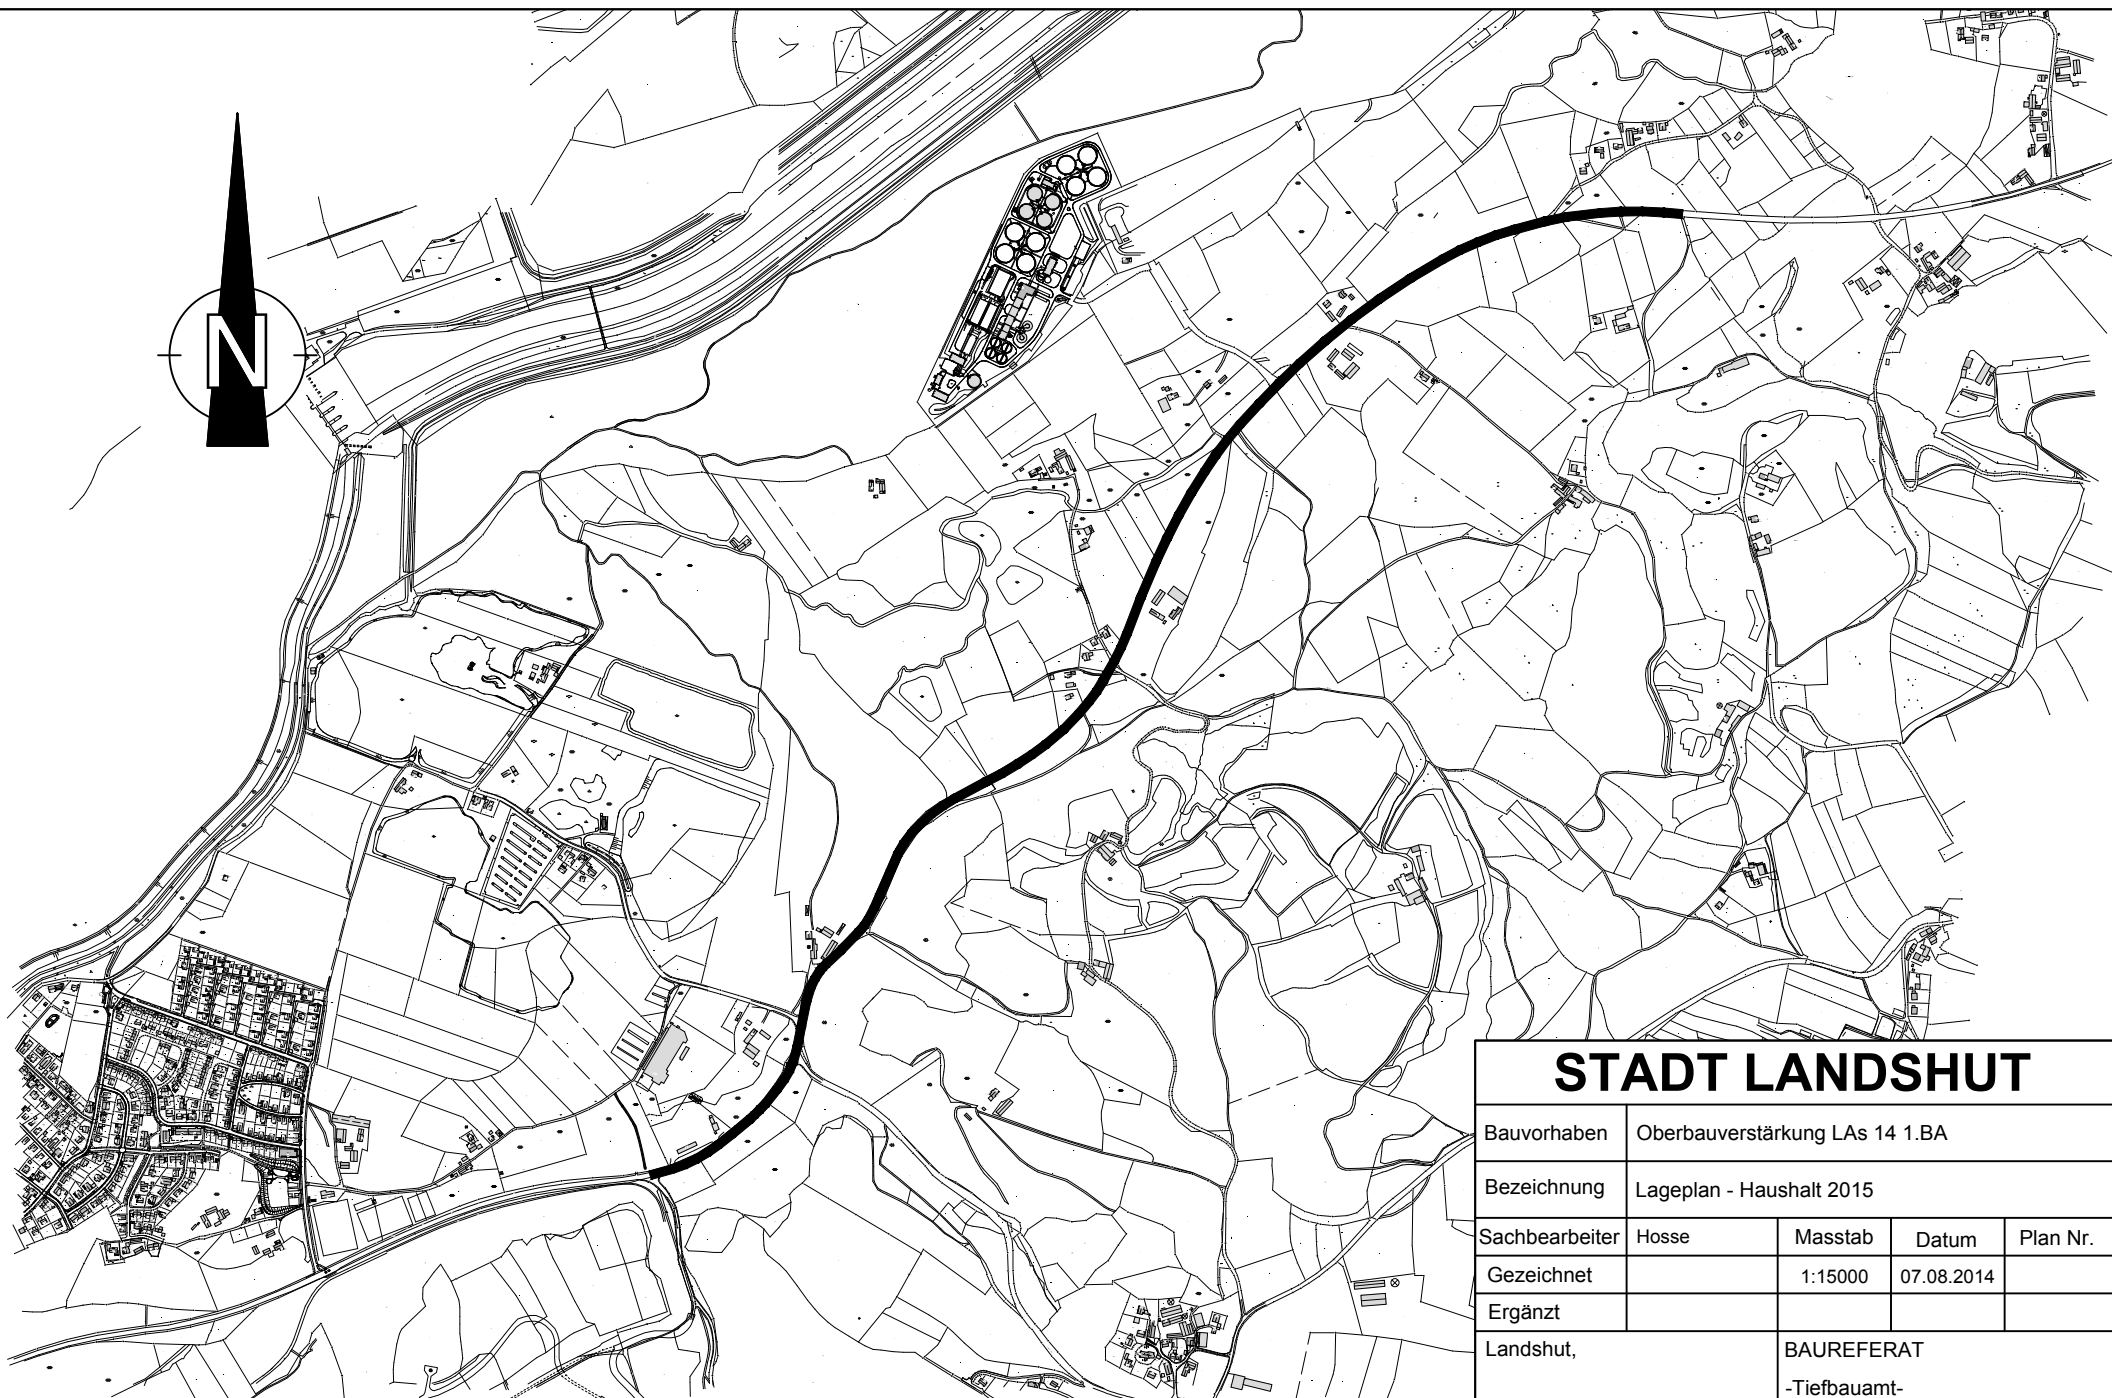 N
STADT LANDSHUT
Bauvorhaben Oberbauverstärkung LAs 14 1.BA
Bezeichnung Lageplan - Haushalt 2015
Sachbearbeiter Hosse Masstab Datum Plan Nr.
Gezeichnet 1:15000 07.08.2014
Ergänzt
Landshut, BAUREFERAT
-Tiefbauamt-